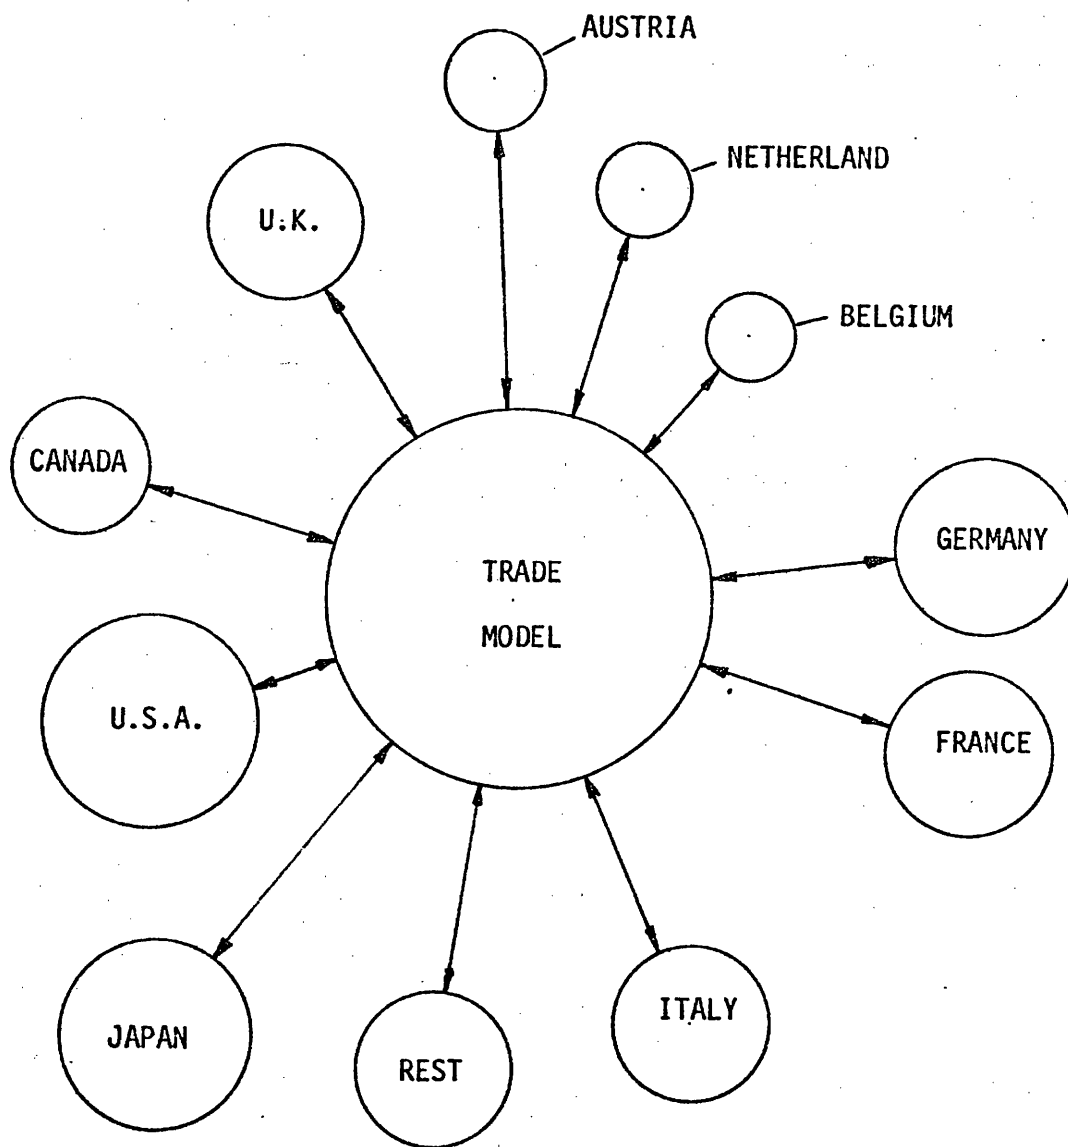 AUSTRIA
NETHERLAND
U.K.
BELGIUM
CANADA
GERMANY
TRADE
MODEL
U.S.A.
FRANCE
ITALY
JAPAN
REST